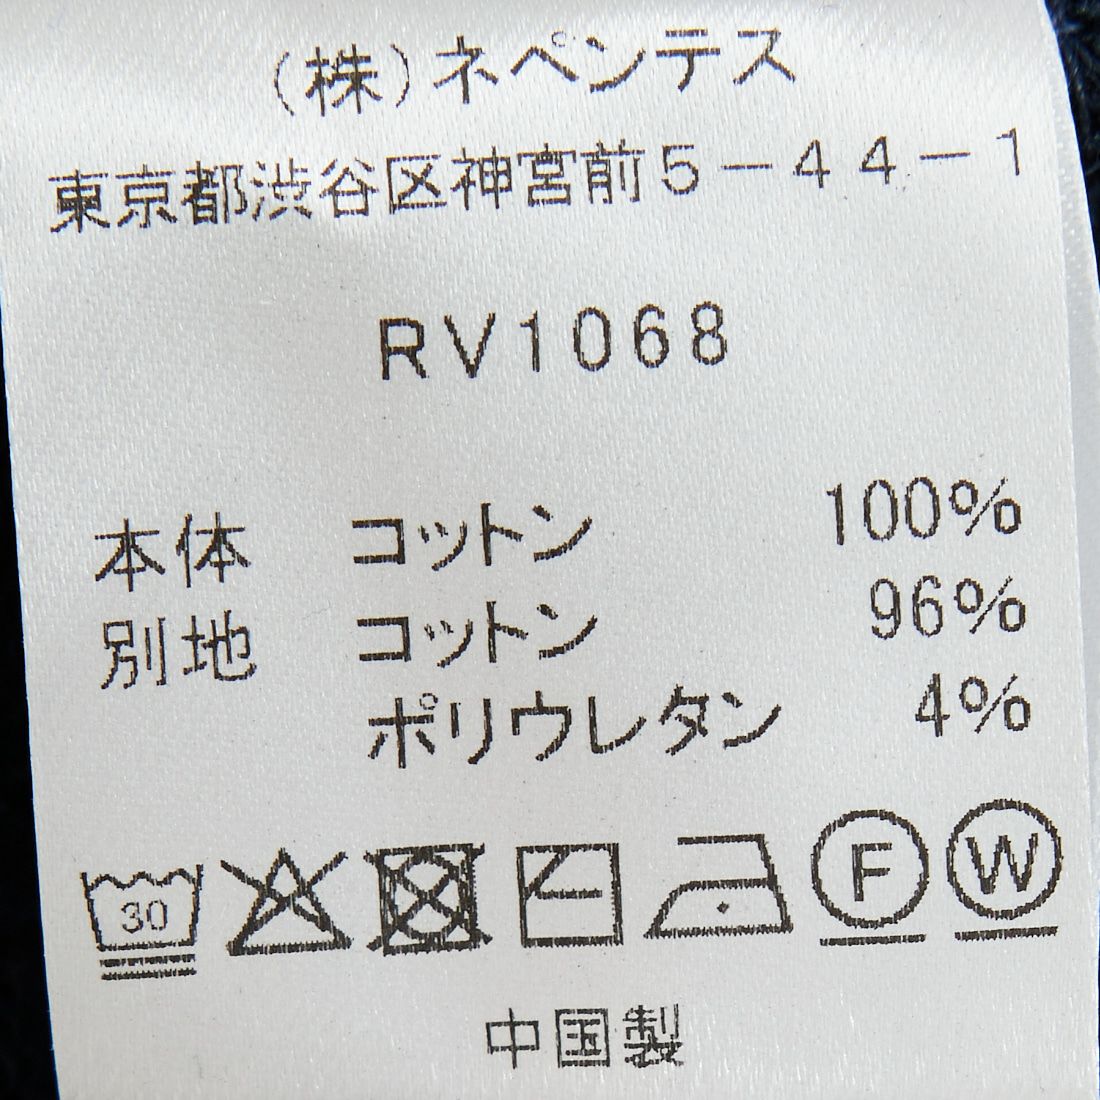 （株）ネペンテス
東京都渋谷区神宮前５－４４－１
RV1068
本体 コットン 100%
別地 コットン 96%
ポリウレタン 4%
30 F W
中国製